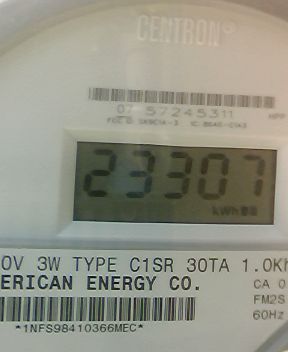 CENTRON®
07 57245311
23307
kWh
0V 3W TYPE C1SR 30TA 1.0Kh
ERICAN ENERGY CO.
CA 0
FM2S
60Hz
*1NFS98410366MEC*